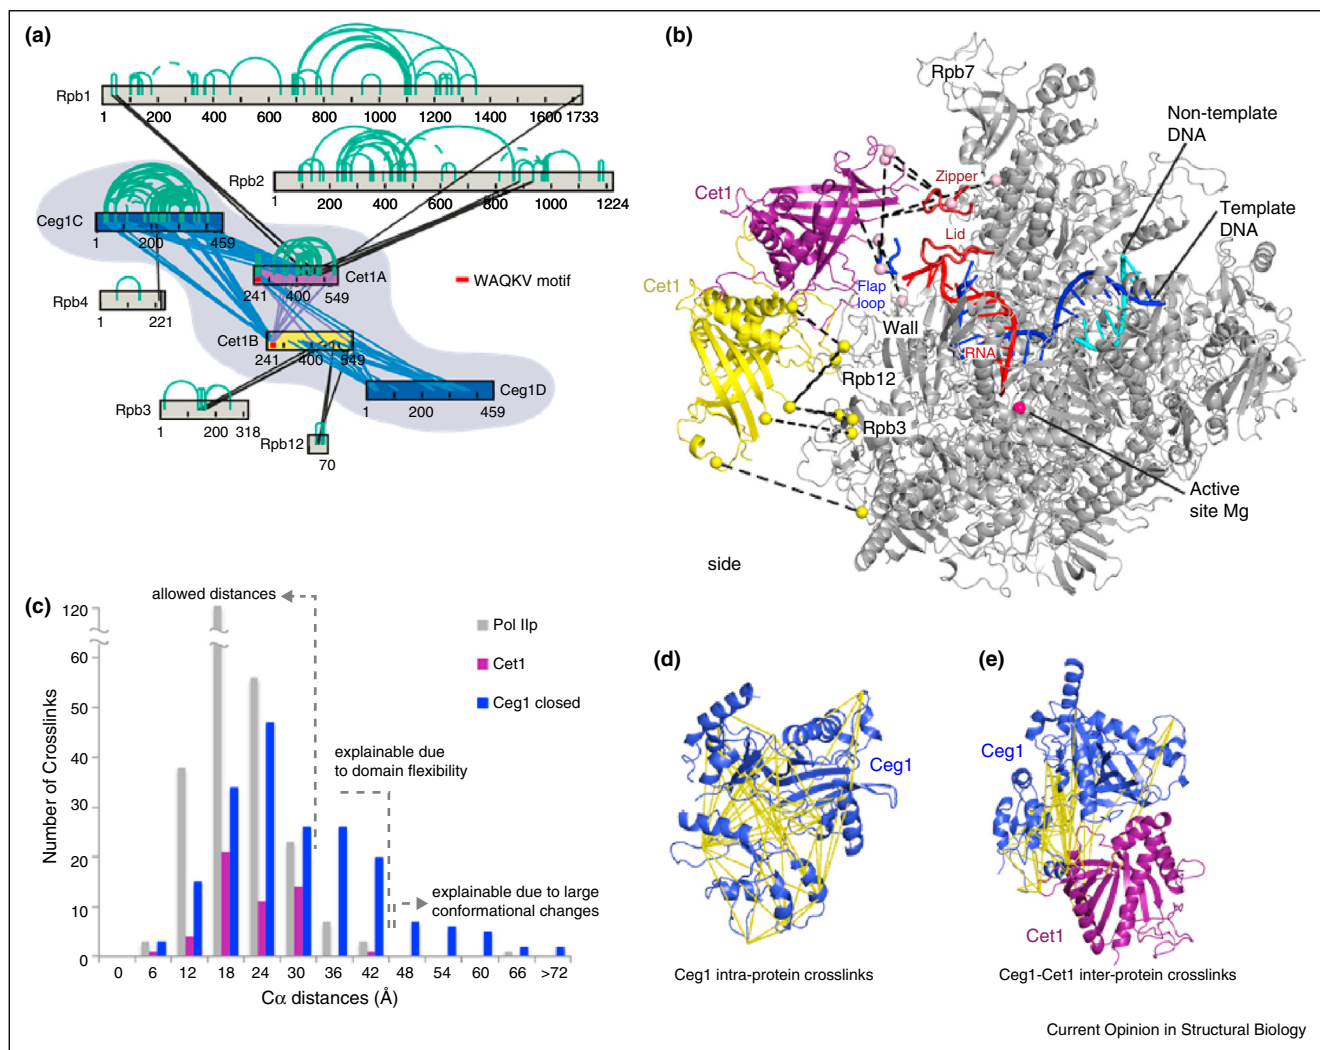 (a)
Rpb1
1 200 400 600 800 1000 1200 1400 1600 1733
Rpb2
1 200 400 600 800 1000 1224
Ceg1C
1 200 459
Cet1A
241 400 549
WAQKV motif
Rpb4
1 221
Cet1B
241 400 549
Ceg1D
1 200 459
Rpb3
1 200 318
Rpb12
70
(b)
Rpb7
Non-template
DNA
Template
DNA
Zipper
Cet1
Lid
Cet1
Flap
loop
Wall
RNA
Rpb12
Rpb3
Active
site Mg
side
(c)
allowed distances
Pol IIp
Cet1
Ceg1 closed
explainable due
to domain flexibility
explainable due to large
conformational changes
Number of Crosslinks
120
60
50
40
30
20
10
0
0 6 12 18 24 30 36 42 48 54 60 66 >72
Cα distances (Å)
(d)
Ceg1
Ceg1 intra-protein crosslinks
(e)
Ceg1
Cet1
Ceg1-Cet1 inter-protein crosslinks
Current Opinion in Structural Biology